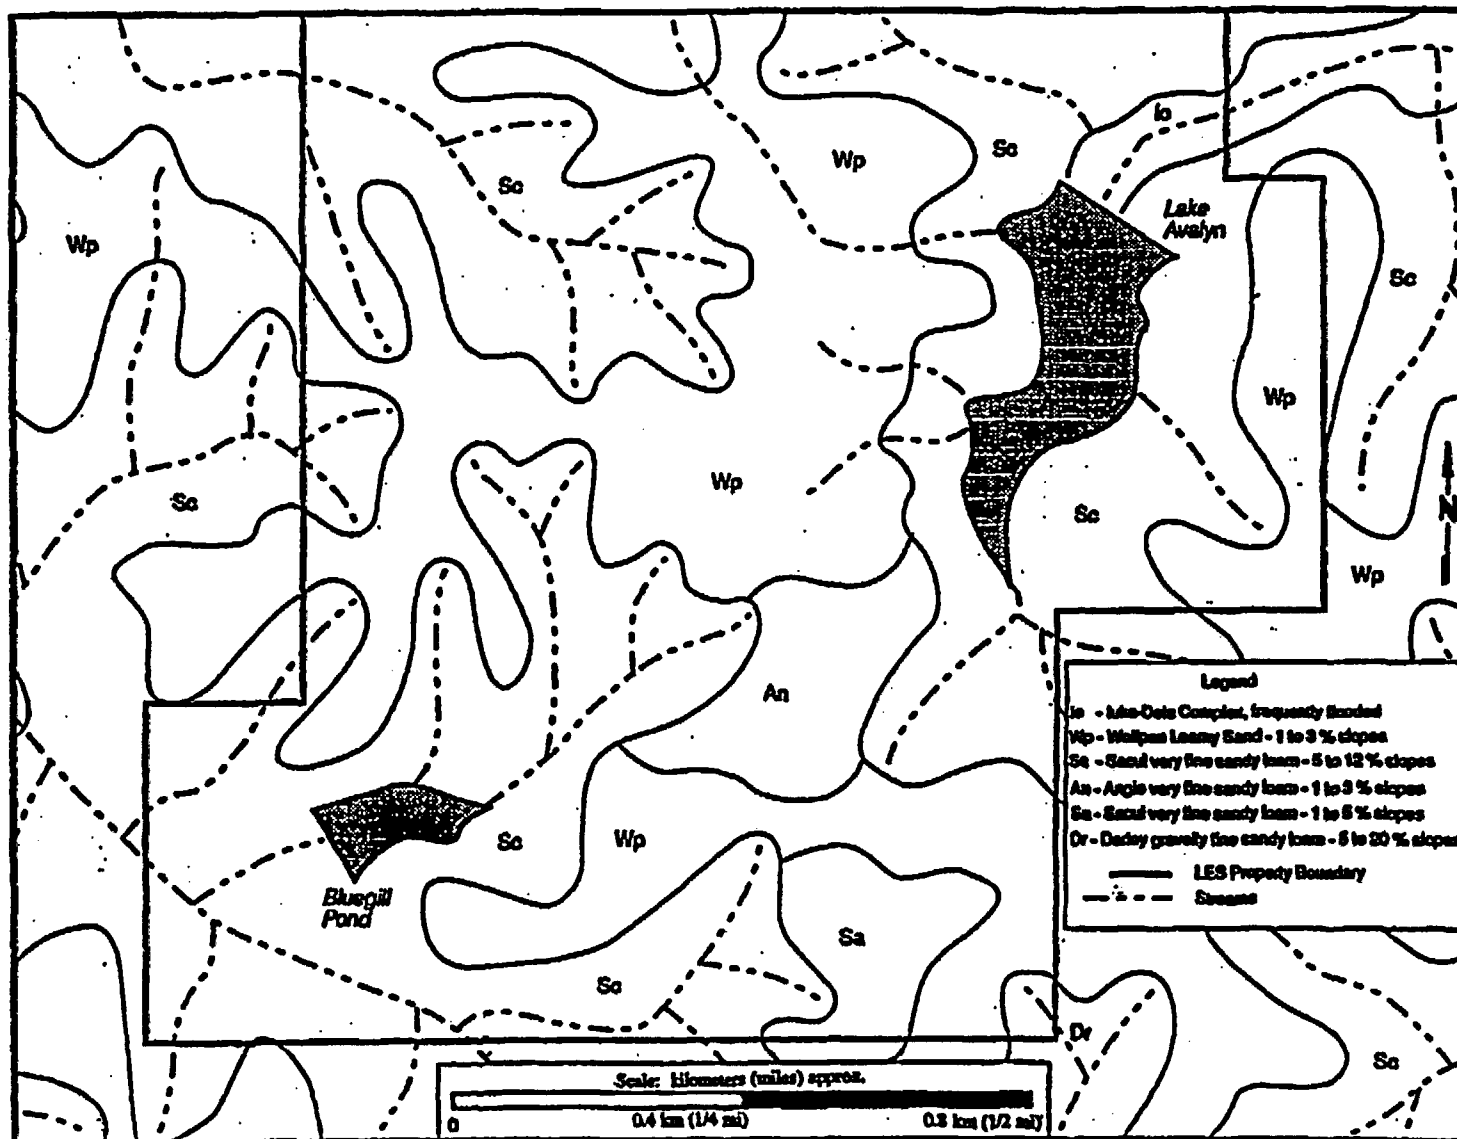 Io
Wp
Sc
Sc
Lake
Avalyn
Wp
Sc
Wp
Wp
Sc
Sc
Wp
N
An
Legend
Io - Iuka-Dela Complex, frequently flooded
Wp - Wolfpen Loamy Sand - 1 to 3 % slopes
Sc - Sacul very fine sandy loam - 5 to 12 % slopes
An - Angie very fine sandy loam - 1 to 3 % slopes
Sa - Sacul very fine sandy loam - 1 to 5 % slopes
Dr - Darley gravelly fine sandy loam - 5 to 20 % slopes
LES Property Boundary
Streams
Sc
Wp
Bluegill
Pond
Sa
Sc
Dr
Sc
Scale: kilometers (miles) approx.
0
0.4 km (1/4 mi)
0.8 km (1/2 mi)